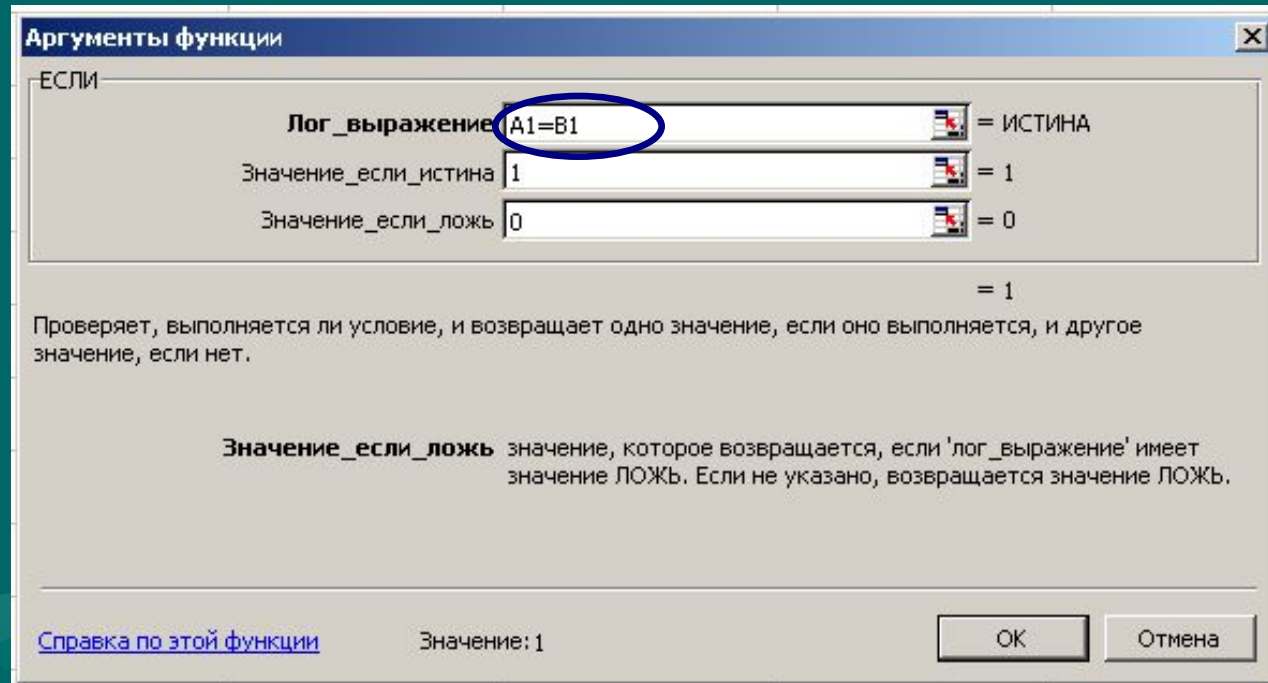 Аргументы функции
ЕСЛИ
Лог_выражение A1=B1 = ИСТИНА
Значение_если_истина 1 = 1
Значение_если_ложь 0 = 0
= 1
Проверяет, выполняется ли условие, и возвращает одно значение, если оно выполняется, и другое
значение, если нет.
Значение_если_ложь значение, которое возвращается, если 'лог_выражение' имеет
значение ЛОЖЬ. Если не указано, возвращается значение ЛОЖЬ.
Справка по этой функции Значение: 1 ОК Отмена